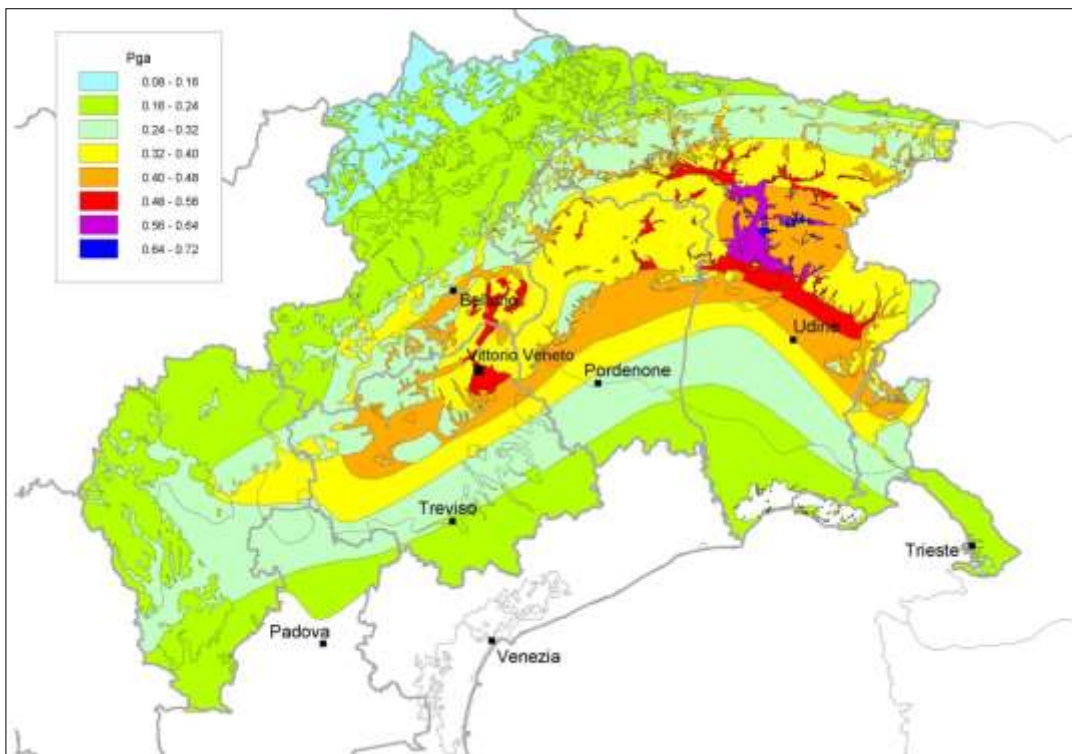 Pga
0.08 - 0.16
0.16 - 0.24
0.24 - 0.32
0.32 - 0.40
0.40 - 0.48
0.48 - 0.56
0.56 - 0.64
0.64 - 0.72
Belluno
Udine
Vittorio Veneto
Pordenone
Treviso
Trieste
Padova
Venezia